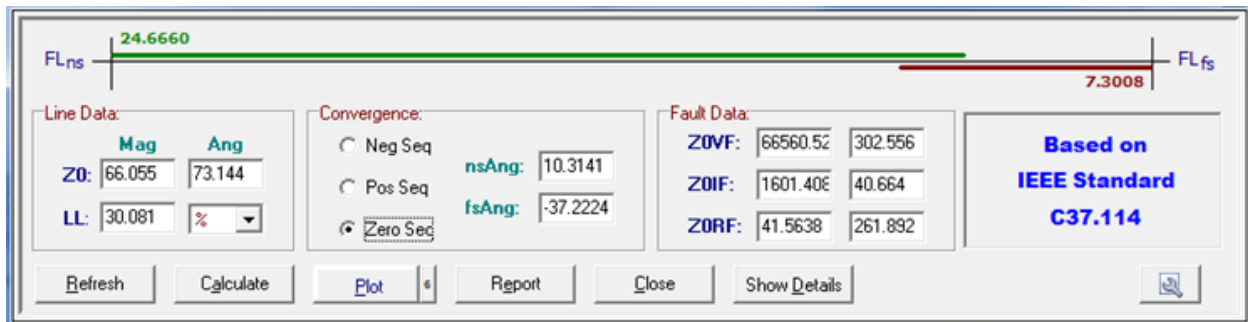 24.6660
FLns
FLfs
7.3008
Line Data:
Mag Ang
Z0: 66.055 73.144
LL: 30.081 %
Convergence:
Neg Seq
Pos Seq
Zero Seq
nsAng: 10.3141
fsAng: -37.2224
Fault Data:
Z0VF: 66560.52 302.556
Z0IF: 1601.408 40.664
Z0RF: 41.5638 261.892
Based on
IEEE Standard
C37.114
Refresh Calculate Plot 6 Report Close Show Details